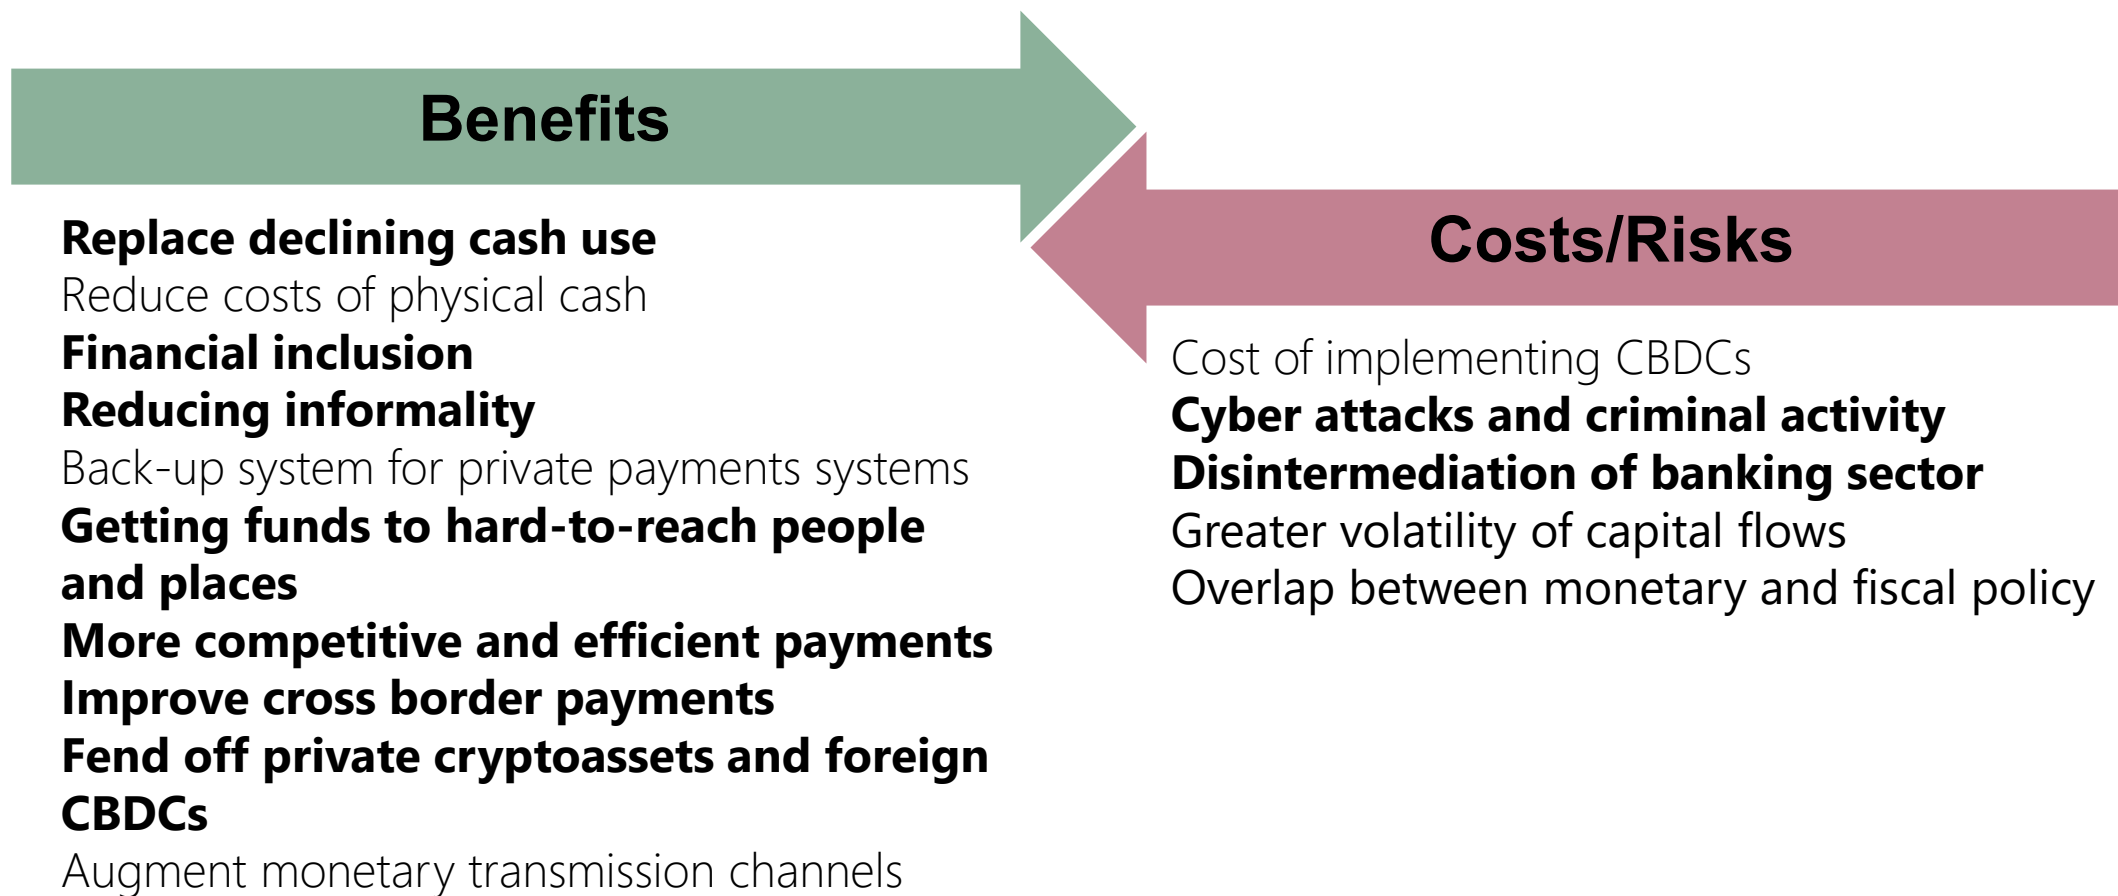 Benefits
Replace declining cash use
Reduce costs of physical cash
Financial inclusion
Reducing informality
Back-up system for private payments systems
Getting funds to hard-to-reach people
and places
More competitive and efficient payments
Improve cross border payments
Fend off private cryptoassets and foreign
CBDCs
Augment monetary transmission channels
Costs/Risks
Cost of implementing CBDCs
Cyber attacks and criminal activity
Disintermediation of banking sector
Greater volatility of capital flows
Overlap between monetary and fiscal policy